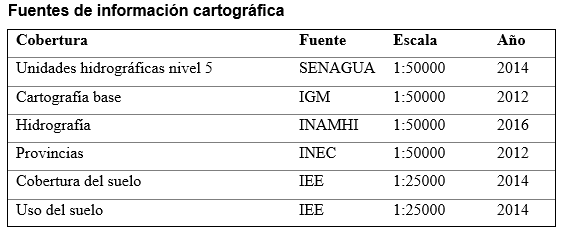 Fuentes de información cartográfica
Cobertura Fuente Escala Año
Unidades hidrográficas nivel 5 SENAGUA 1:50000 2014
Cartografía base IGM 1:50000 2012
Hidrografía INAMHI 1:50000 2016
Provincias INEC 1:50000 2012
Cobertura del suelo IEE 1:25000 2014
Uso del suelo IEE 1:25000 2014